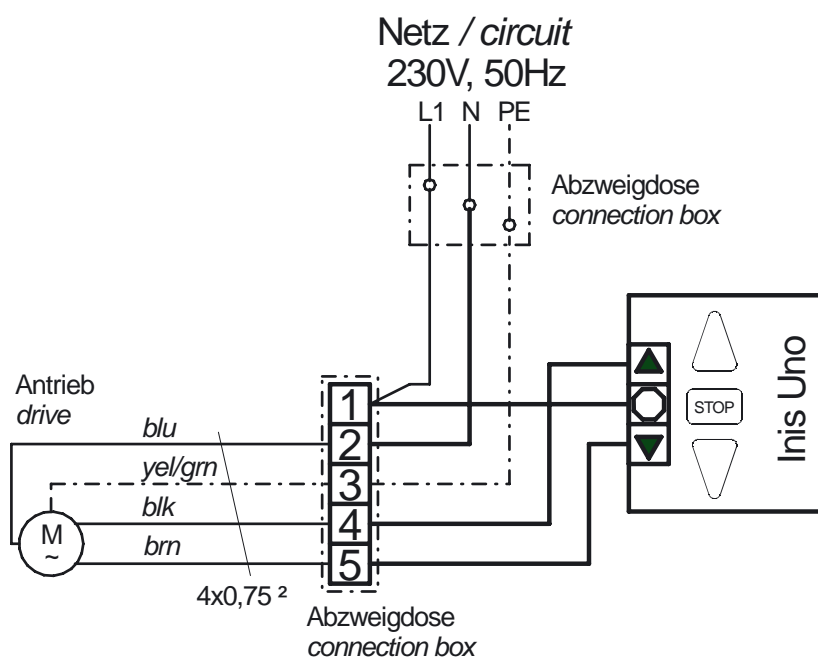 Netz / circuit
230V, 50Hz
L1 N PE
Abzweigdose
connection box
Antrieb
drive
blu
yel/grn
blk
brn
M
~
4x0,75 ²
1
2
3
4
5
Abzweigdose
connection box
STOP
Inis Uno